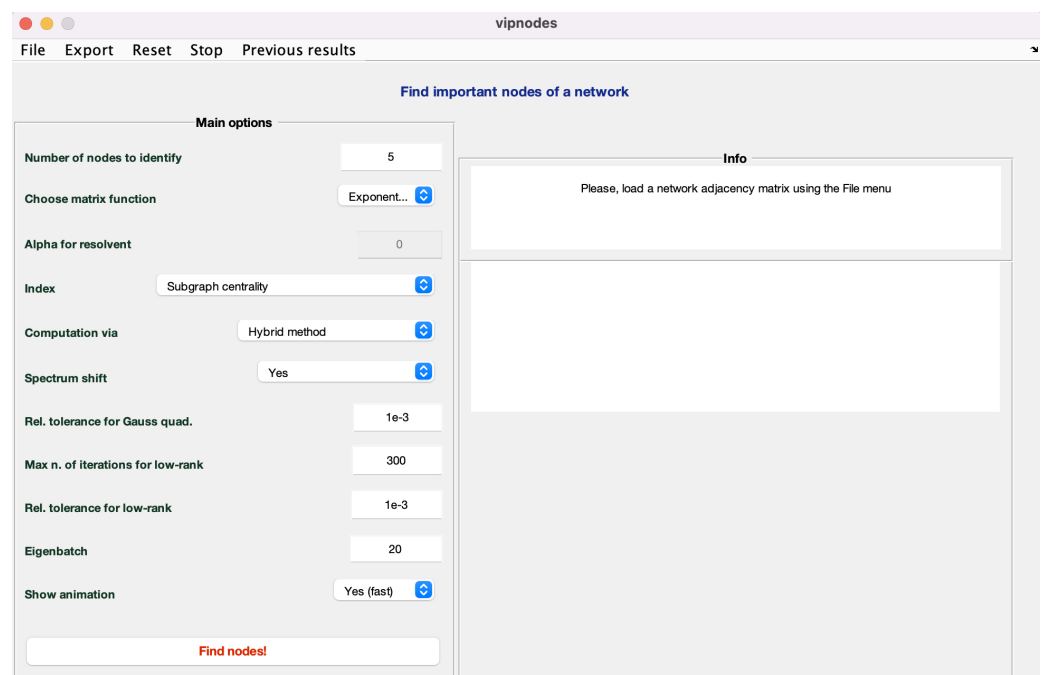 vipnodes
File Export Reset Stop Previous results
Find important nodes of a network
Main options
Number of nodes to identify 5
Choose matrix function Exponent...
Alpha for resolvent 0
Index Subgraph centrality
Computation via Hybrid method
Spectrum shift Yes
Rel. tolerance for Gauss quad. 1e-3
Max n. of iterations for low-rank 300
Rel. tolerance for low-rank 1e-3
Eigenbatch 20
Show animation Yes (fast)
Find nodes!
Info
Please, load a network adjacency matrix using the File menu